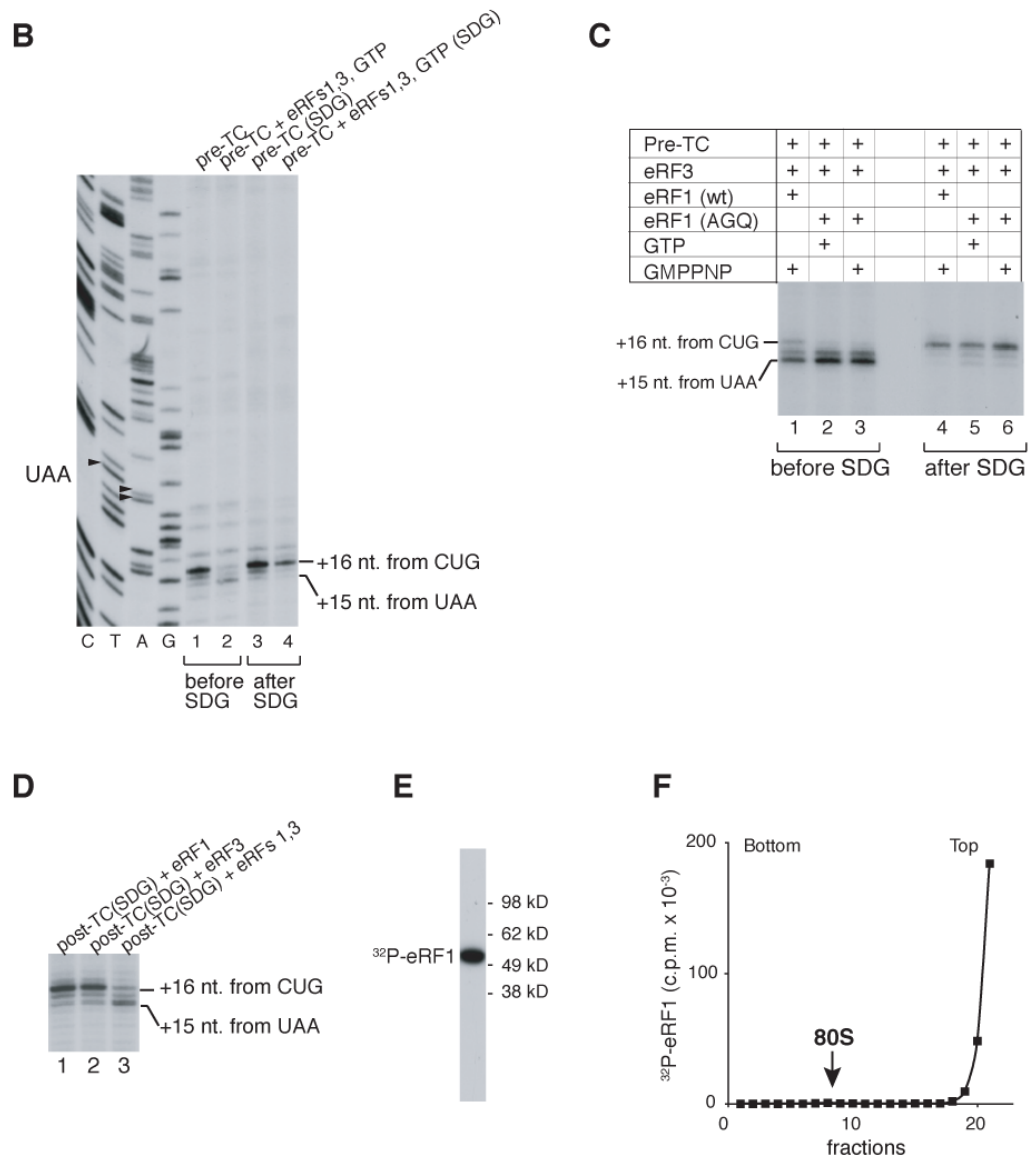 B
pre-TC
pre-TC + eRFs1,3, GTP
pre-TC (SDG)
pre-TC + eRFs1,3, GTP (SDG)
UAA
+16 nt. from CUG
+15 nt. from UAA
C T A G 1 2 3 4
before SDG
after SDG
C
Pre-TC + + + + + +
eRF3 + + + + + +
eRF1 (wt) + +
eRF1 (AGQ) + + + +
GTP + +
GMPPNP + + + +
+16 nt. from CUG
+15 nt. from UAA
1 2 3 4 5 6
before SDG after SDG
D
post-TC(SDG) + eRF1
post-TC(SDG) + eRF3
post-TC(SDG) + eRFs 1,3
+16 nt. from CUG
+15 nt. from UAA
1 2 3
E
32P-eRF1
- 98 kD
- 62 kD
- 49 kD
- 38 kD
F
32P-eRF1 (c.p.m. x 10-3)
200
100
0
Bottom Top
80S
0 10 20
fractions